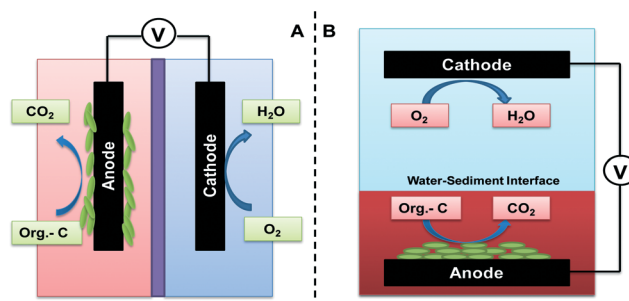 V
A
CO2
Anode
Org.- C
Cathode
H2O
O2
B
Cathode
O2
H2O
V
Water-Sediment Interface
Org.- C
CO2
Anode